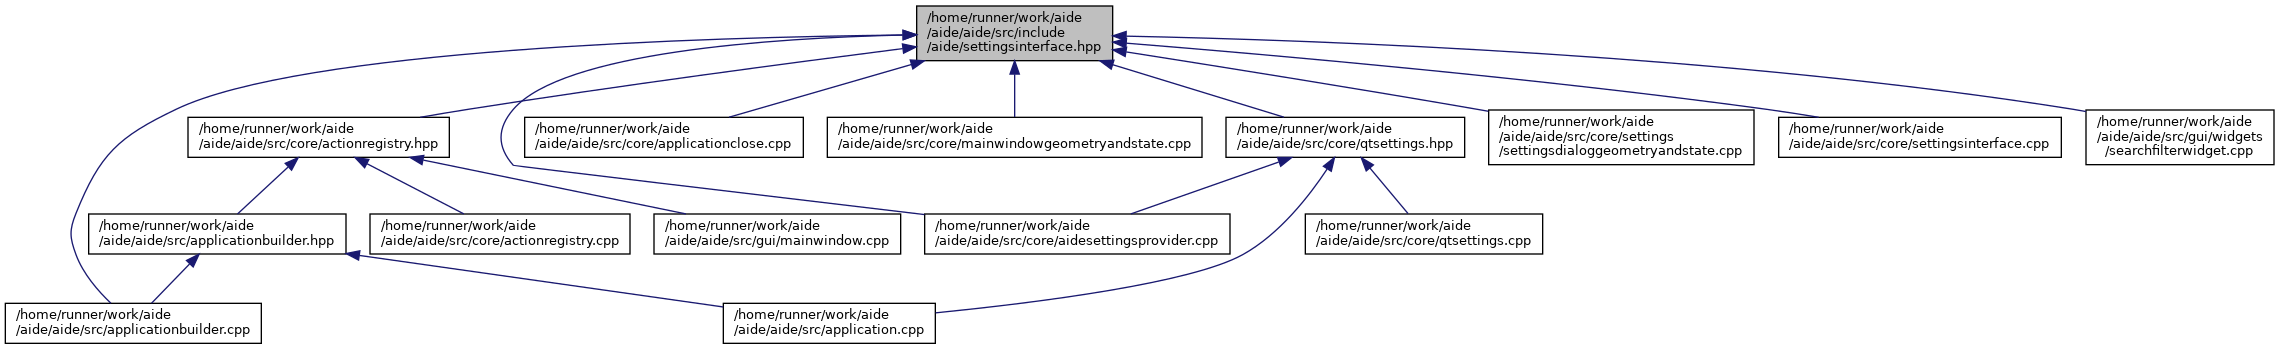 /home/runner/work/aide
/aide/aide/src/include
/aide/settingsinterface.hpp
/home/runner/work/aide
/aide/aide/src/core/actionregistry.hpp
/home/runner/work/aide
/aide/aide/src/core/applicationclose.cpp
/home/runner/work/aide
/aide/aide/src/core/mainwindowgeometryandstate.cpp
/home/runner/work/aide
/aide/aide/src/core/qtsettings.hpp
/home/runner/work/aide
/aide/aide/src/core/settings
/settingsdialoggeometryandstate.cpp
/home/runner/work/aide
/aide/aide/src/core/settingsinterface.cpp
/home/runner/work/aide
/aide/aide/src/gui/widgets
/searchfilterwidget.cpp
/home/runner/work/aide
/aide/aide/src/applicationbuilder.hpp
/home/runner/work/aide
/aide/aide/src/core/actionregistry.cpp
/home/runner/work/aide
/aide/aide/src/gui/mainwindow.cpp
/home/runner/work/aide
/aide/aide/src/core/aidesettingsprovider.cpp
/home/runner/work/aide
/aide/aide/src/core/qtsettings.cpp
/home/runner/work/aide
/aide/aide/src/applicationbuilder.cpp
/home/runner/work/aide
/aide/aide/src/application.cpp